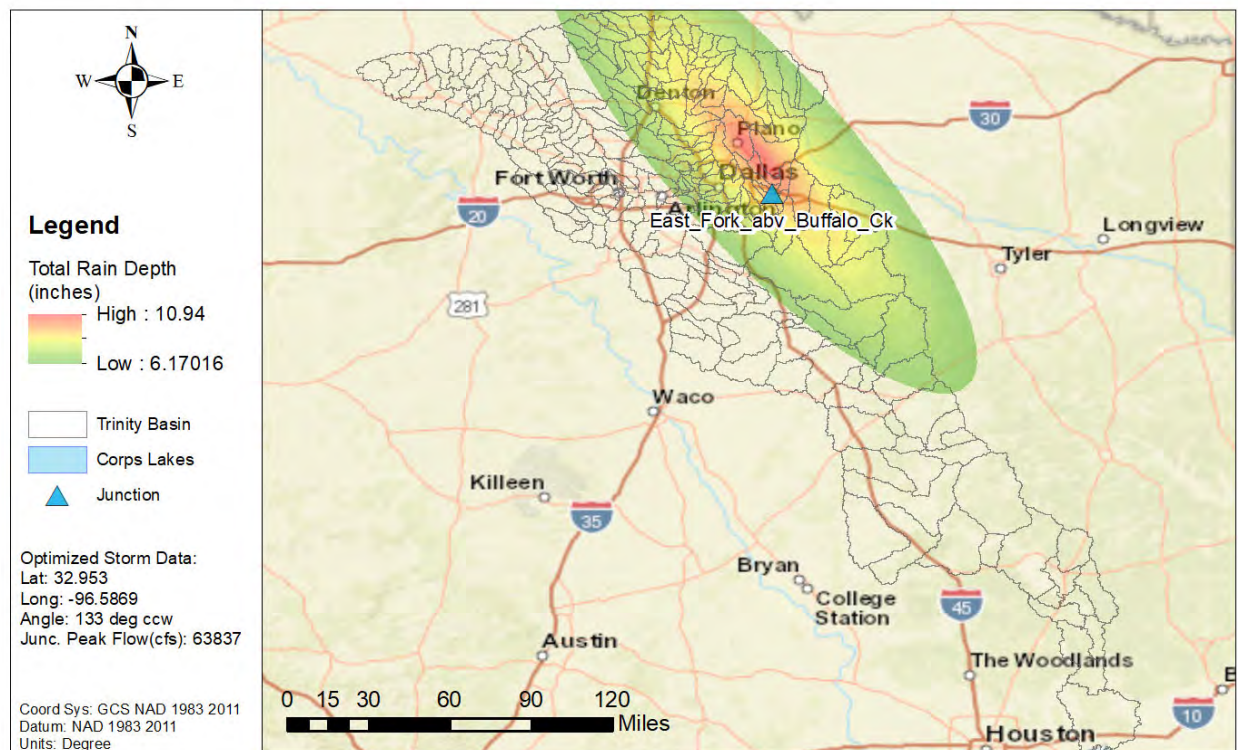 N
W E
S
Legend
Total Rain Depth
(inches)
High : 10.94
Low : 6.17016
Trinity Basin
Corps Lakes
Junction
Optimized Storm Data:
Lat: 32.953
Long: -96.5869
Angle: 133 deg ccw
Junc. Peak Flow(cfs): 63837
Coord Sys: GCS NAD 1983 2011
Datum: NAD 1983 2011
Units: Degree
Denton
30
Plano
Dallas
Fort Worth
20
Arlington
East_Fork_abv_Buffalo_Ck
Longview
Tyler
281
Waco
Killeen
35
Bryan
College
Station
45
Austin
The Woodlands
10
Houston
0 15 30 60 90 120
Miles